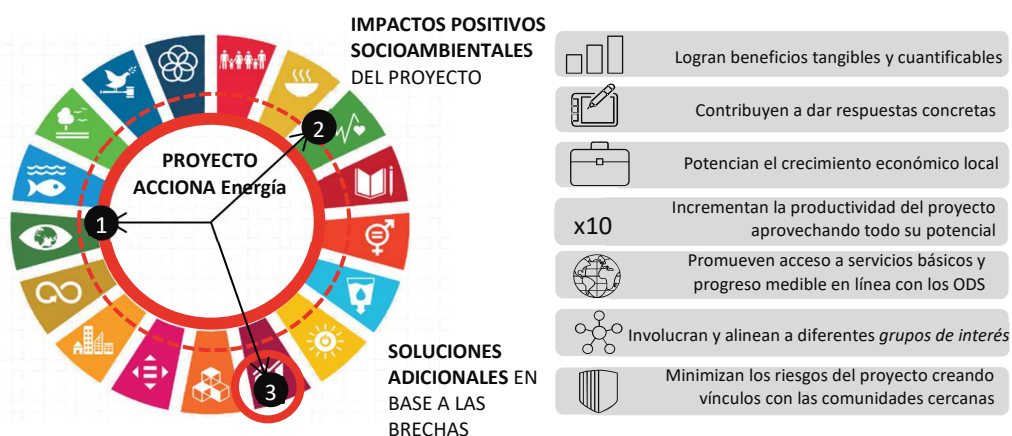 IMPACTOS POSITIVOS
SOCIOAMBIENTALES
DEL PROYECTO
PROYECTO
ACCIONA Energía
1
2
3
SOLUCIONES
ADICIONALES EN
BASE A LAS
BRECHAS
Logran beneficios tangibles y cuantificables
Contribuyen a dar respuestas concretas
Potencian el crecimiento económico local
x10
Incrementan la productividad del proyecto
aprovechando todo su potencial
Promueven acceso a servicios básicos y
progreso medible en línea con los ODS
Involucran y alinean a diferentes grupos de interés
Minimizan los riesgos del proyecto creando
vínculos con las comunidades cercanas